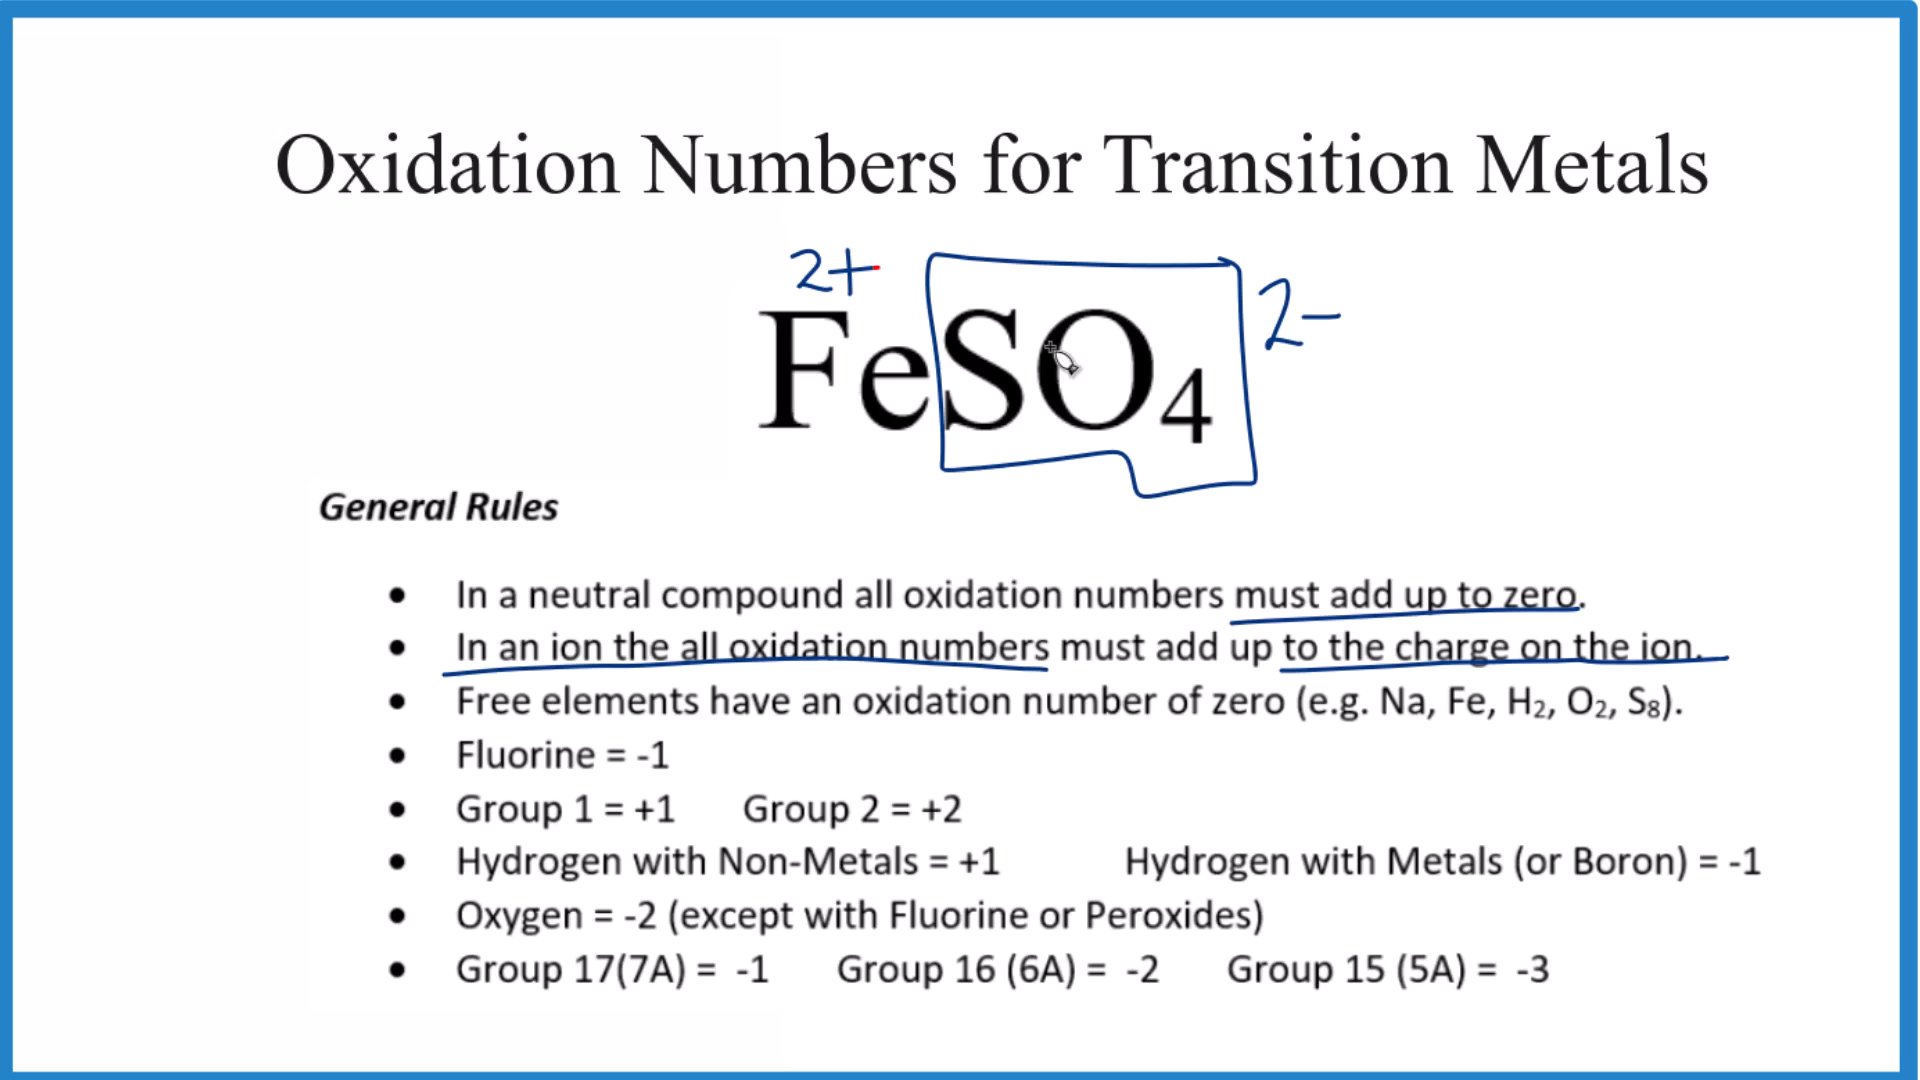 Oxidation Numbers for Transition Metals
2+
FeSO₄ 2-
General Rules
• In a neutral compound all oxidation numbers must add up to zero.
• In an ion the all oxidation numbers must add up to the charge on the ion.
• Free elements have an oxidation number of zero (e.g. Na, Fe, H₂, O₂, S₈).
• Fluorine = -1
• Group 1 = +1 Group 2 = +2
• Hydrogen with Non-Metals = +1 Hydrogen with Metals (or Boron) = -1
• Oxygen = -2 (except with Fluorine or Peroxides)
• Group 17(7A) = -1 Group 16 (6A) = -2 Group 15 (5A) = -3